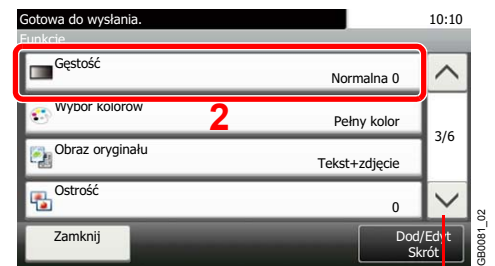 Gotowa do wysłania.
10:10
Funkcje
Gęstość
Normalna 0
Wybór kolorów
Pełny kolor
2
3/6
Obraz oryginału
Tekst+zdjęcie
Ostrość
0
Zamknij
Dod/Edyt
Skrót
GB0081_02